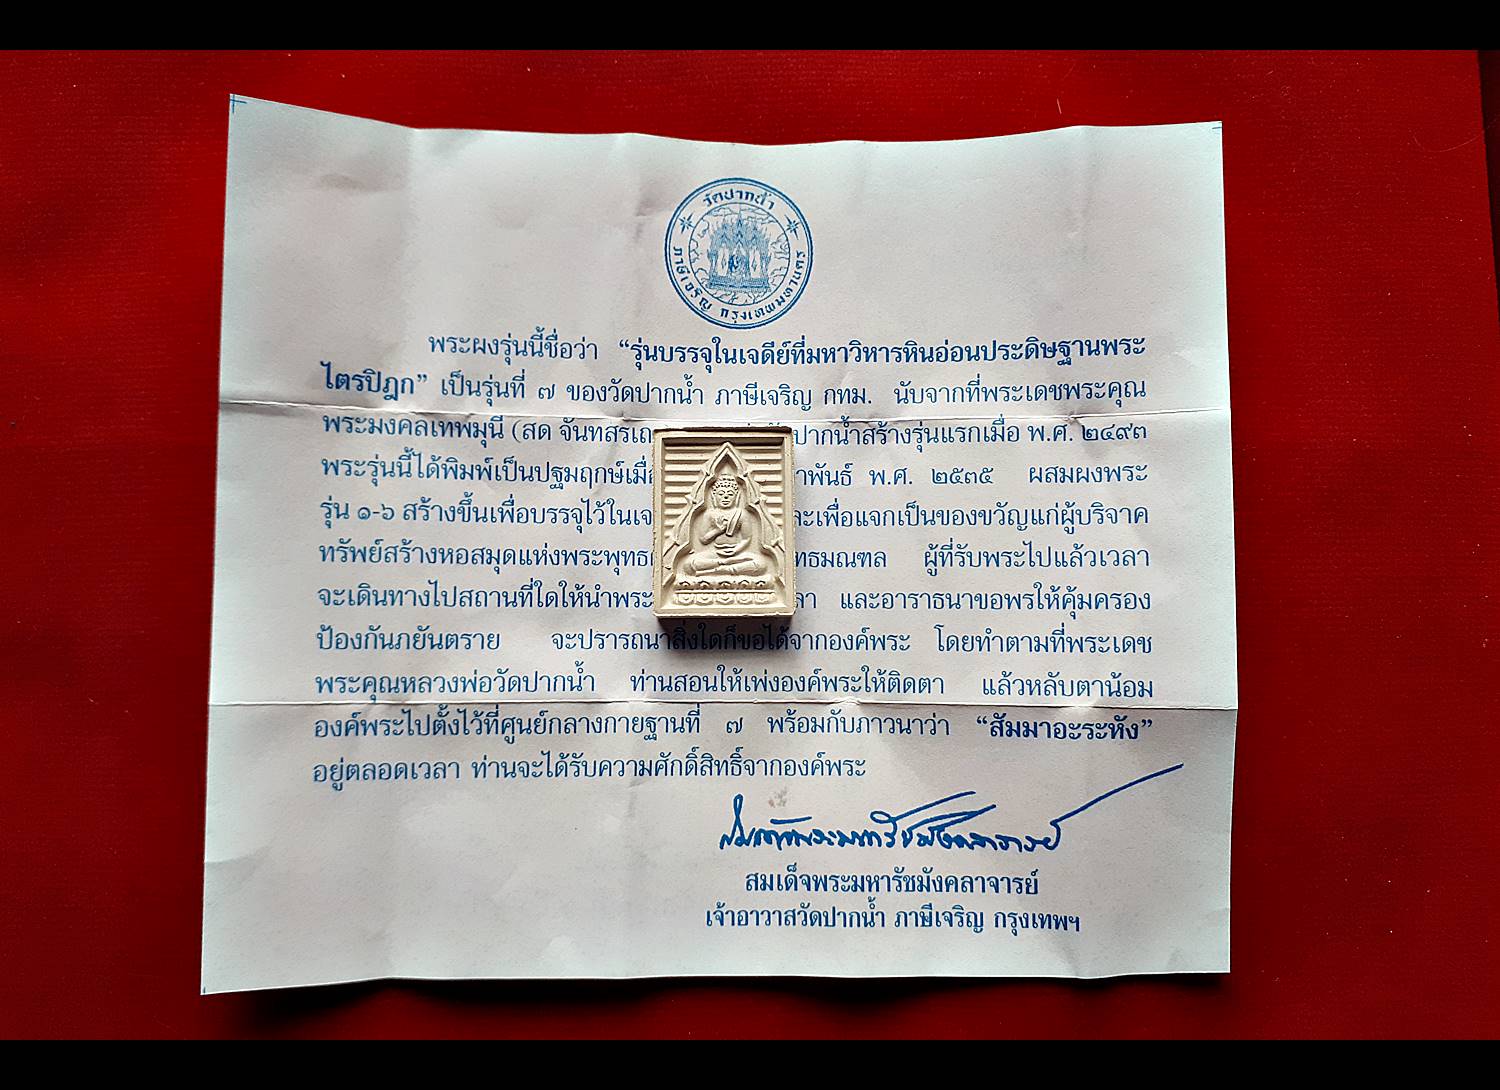 วัดปากน้ำ
ภาษีเจริญ กรุงเทพมหานคร
พระผงรุ่นนี้ชื่อว่า “รุ่นบรรจุในเจดีย์ที่มหาวิหารหินอ่อนประดิษฐานพระ
ไตรปิฎก” เป็นรุ่นที่ ๗ ของวัดปากน้ำ ภาษีเจริญ กทม. นับจากที่พระเดชพระคุณ
พระมงคลเทพมุนี (สด จันทสรเถ ปากน้ำสร้างรุ่นแรกเมื่อ พ.ศ. ๒๔๙๓
พระรุ่นนี้ได้พิมพ์เป็นปฐมฤกษ์เมื่อ าพันธ์ พ.ศ. ๒๕๓๕ ผสมผงพระ
รุ่น ๑-๖ สร้างขึ้นเพื่อบรรจุไว้ในเจ ละเพื่อแจกเป็นของขวัญแก่ผู้บริจาค
ทรัพย์สร้างหอสมุดแห่งพระพุทธ ทธมณฑล ผู้ที่รับพระไปแล้วเวลา
จะเดินทางไปสถานที่ใดให้นำพระ ลา และอาราธนาขอพรให้คุ้มครอง
ป้องกันภยันตราย จะปรารถนาสิ่งใดก็ขอได้จากองค์พระ โดยทำตามที่พระเดช
พระคุณหลวงพ่อวัดปากน้ำ ท่านสอนให้เพ่งองค์พระให้ติดตา แล้วหลับตาน้อม
องค์พระไปตั้งไว้ที่ศูนย์กลางกายฐานที่ ๗ พร้อมกับภาวนาว่า “สัมมาอะระหัง”
อยู่ตลอดเวลา ท่านจะได้รับความศักดิ์สิทธิ์จากองค์พระ
สมเด็จพระมหารัชมังคลาจารย์
สมเด็จพระมหารัชมังคลาจารย์
เจ้าอาวาสวัดปากน้ำ ภาษีเจริญ กรุงเทพฯ